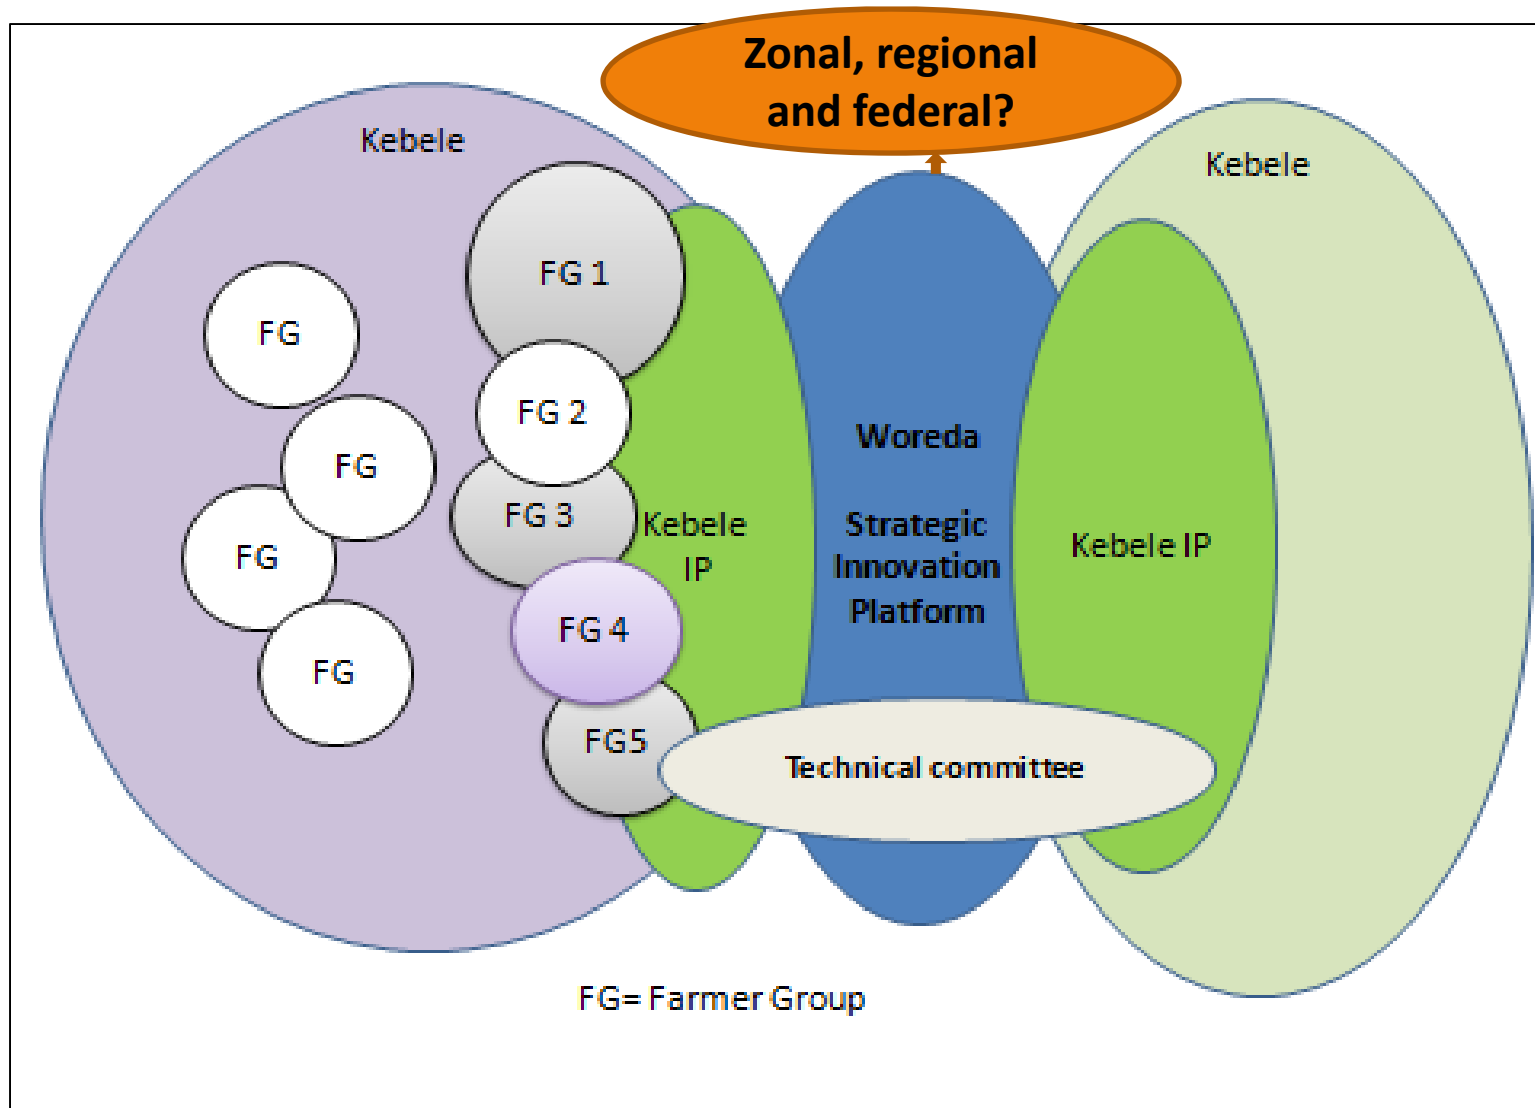 Zonal, regional
and federal?
Kebele
Kebele
FG 1
FG
FG 2
FG
FG 3
Kebele
IP
FG
FG 4
FG
FG5
Woreda
Strategic
Innovation
Platform
Kebele IP
Technical committee
FG= Farmer Group